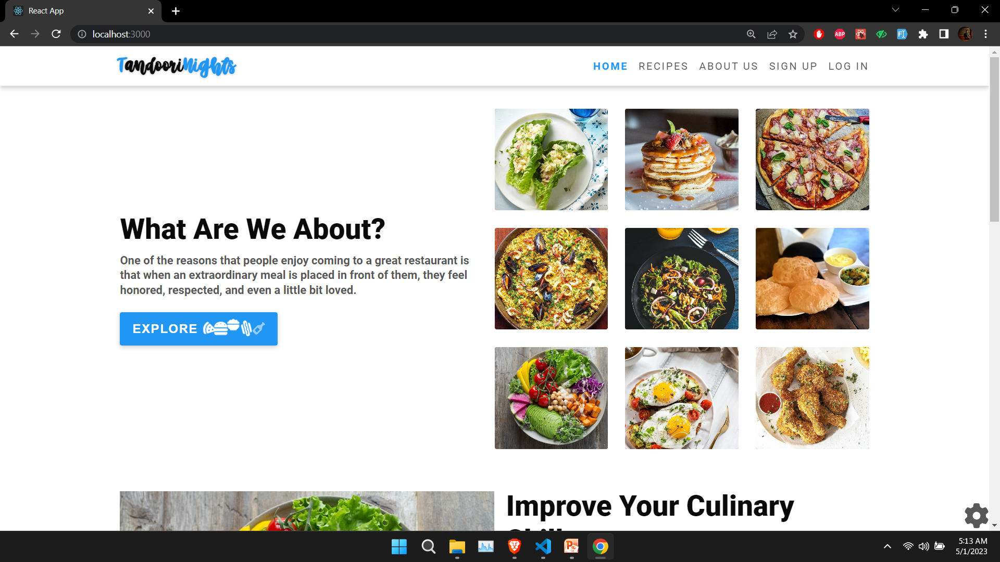 React App
localhost:3000
ABP
TandooriNights
HOME RECIPES ABOUT US SIGN UP LOG IN
What Are We About?
One of the reasons that people enjoy coming to a great restaurant is
that when an extraordinary meal is placed in front of them, they feel
honored, respected, and even a little bit loved.
EXPLORE
Improve Your Culinary
5:13 AM
5/1/2023